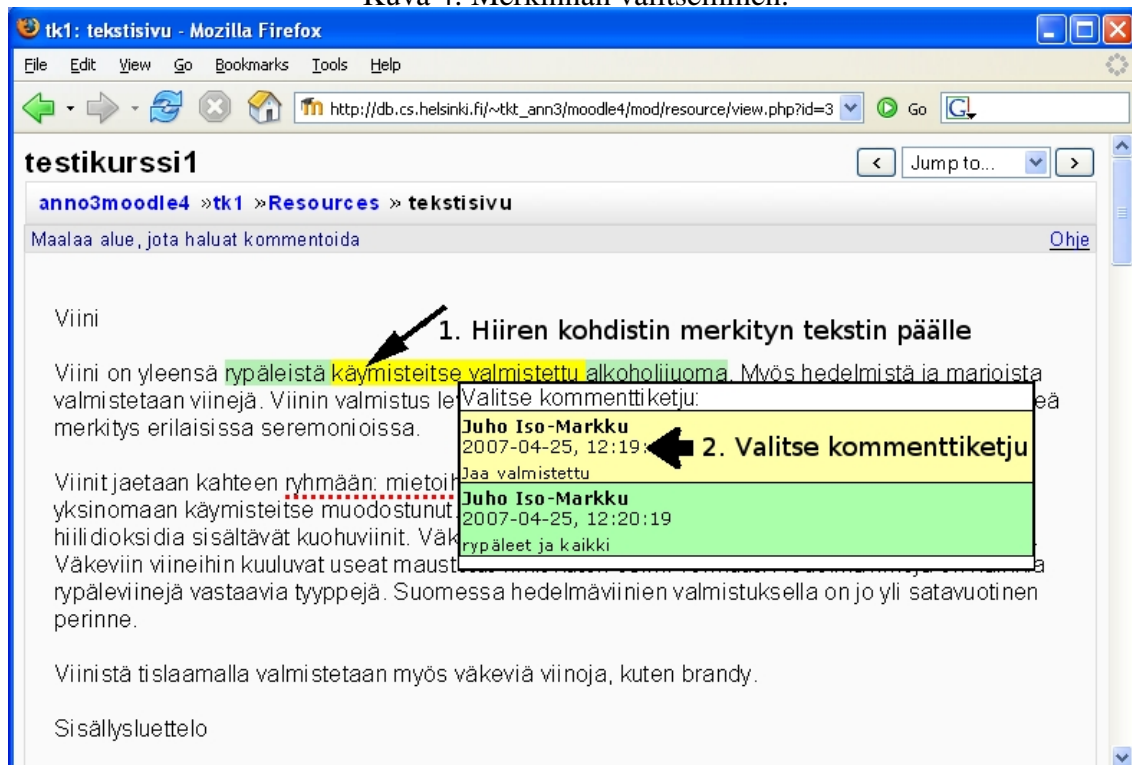 Kuva 4: Merkinnän valitseminen.
tk1: tekstisivu - Mozilla Firefox
File Edit View Go Bookmarks Tools Help
http://db.cs.helsinki.fi/~tkt_ann3/moodle4/mod/resource/view.php?id=3 Go
testikurssi1
< Jump to... >
anno3moodle4 »tk1 »Resources » tekstisivu
Maalaa alue, jota haluat kommentoida Ohje
Viini
1. Hiiren kohdistin merkityn tekstin päälle
Viini on yleensä rypäleistä käymisteitse valmistettu alkoholijuoma. Myös hedelmistä ja marjoista
valmistetaan viinejä. Viinin valmistus
merkitys erilaisissa seremonioissa.
Valitse kommenttiketju:
Juho Iso-Markku
2007-04-25, 12:19:
2. Valitse kommenttiketju
Jaa valmistettu
Juho Iso-Markku
2007-04-25, 12:20:19
rypäleet ja kaikki
Viinit jaetaan kahteen ryhmään:
yksinomaan käymisteitse muodostunut
hiilidioksidia sisältävät kuohuviinit.
Väkeviin viineihin kuuluvat useat
rypäleviinejä vastaavia tyyppejä. Suomessa hedelmäviinien valmistuksella on jo yli satavuotinen
perinne.
Viinistä tislaamalla valmistetaan myös väkeviä viinoja, kuten brandy.
Sisällysluettelo